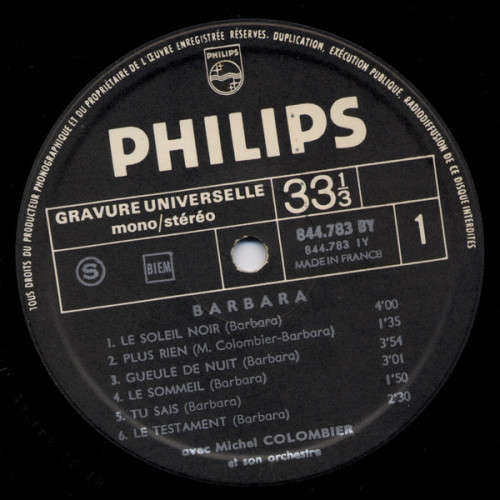 TOUS DROITS DU PRODUCTEUR PHONOGRAPHIQUE ET DU PROPRIÉTAIRE DE L'ŒUVRE ENREGISTRÉE RÉSERVÉS. DUPLICATION, EXÉCUTION PUBLIQUE, RADIODIFFUSION DE CE DISQUE INTERDITES
PHILIPS
PHILIPS
GRAVURE UNIVERSELLE
mono/stéréo
33 1/3
844.783 BY
844.783 IY
MADE IN FRANCE
1
S
BIEM
BARBARA
1. LE SOLEIL NOIR (Barbara) 4'00
2. PLUS RIEN (M. Colombier-Barbara) 1'35
3. GUEULE DE NUIT (Barbara) 3'54
4. LE SOMMEIL (Barbara) 3'01
5. TU SAIS (Barbara) 1'50
6. LE TESTAMENT (Barbara) 2'30
avec Michel COLOMBIER
et son orchestre